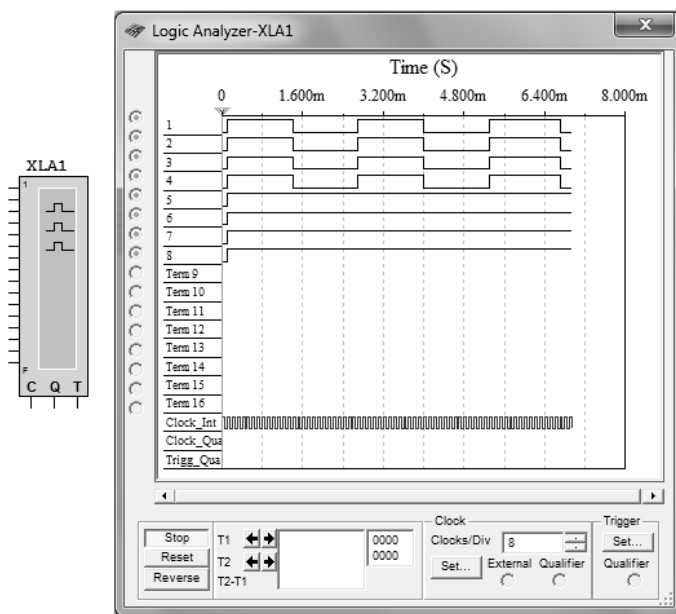 Logic Analyzer-XLA1
x
Time (S)
0 1.600m 3.200m 4.800m 6.400m 8.000m
1
2
3
4
5
6
7
8
Term 9
Term 10
Term 11
Term 12
Term 13
Term 14
Term 15
Term 16
Clock_Int
Clock_Qua
Trigg_Qua
XLA1
1
F
C Q T
Stop
Reset
Reverse
T1
T2
T2-T1
0000
0000
Clock
Clocks/Div 8
Set... External Qualifier
Trigger
Set...
Qualifier